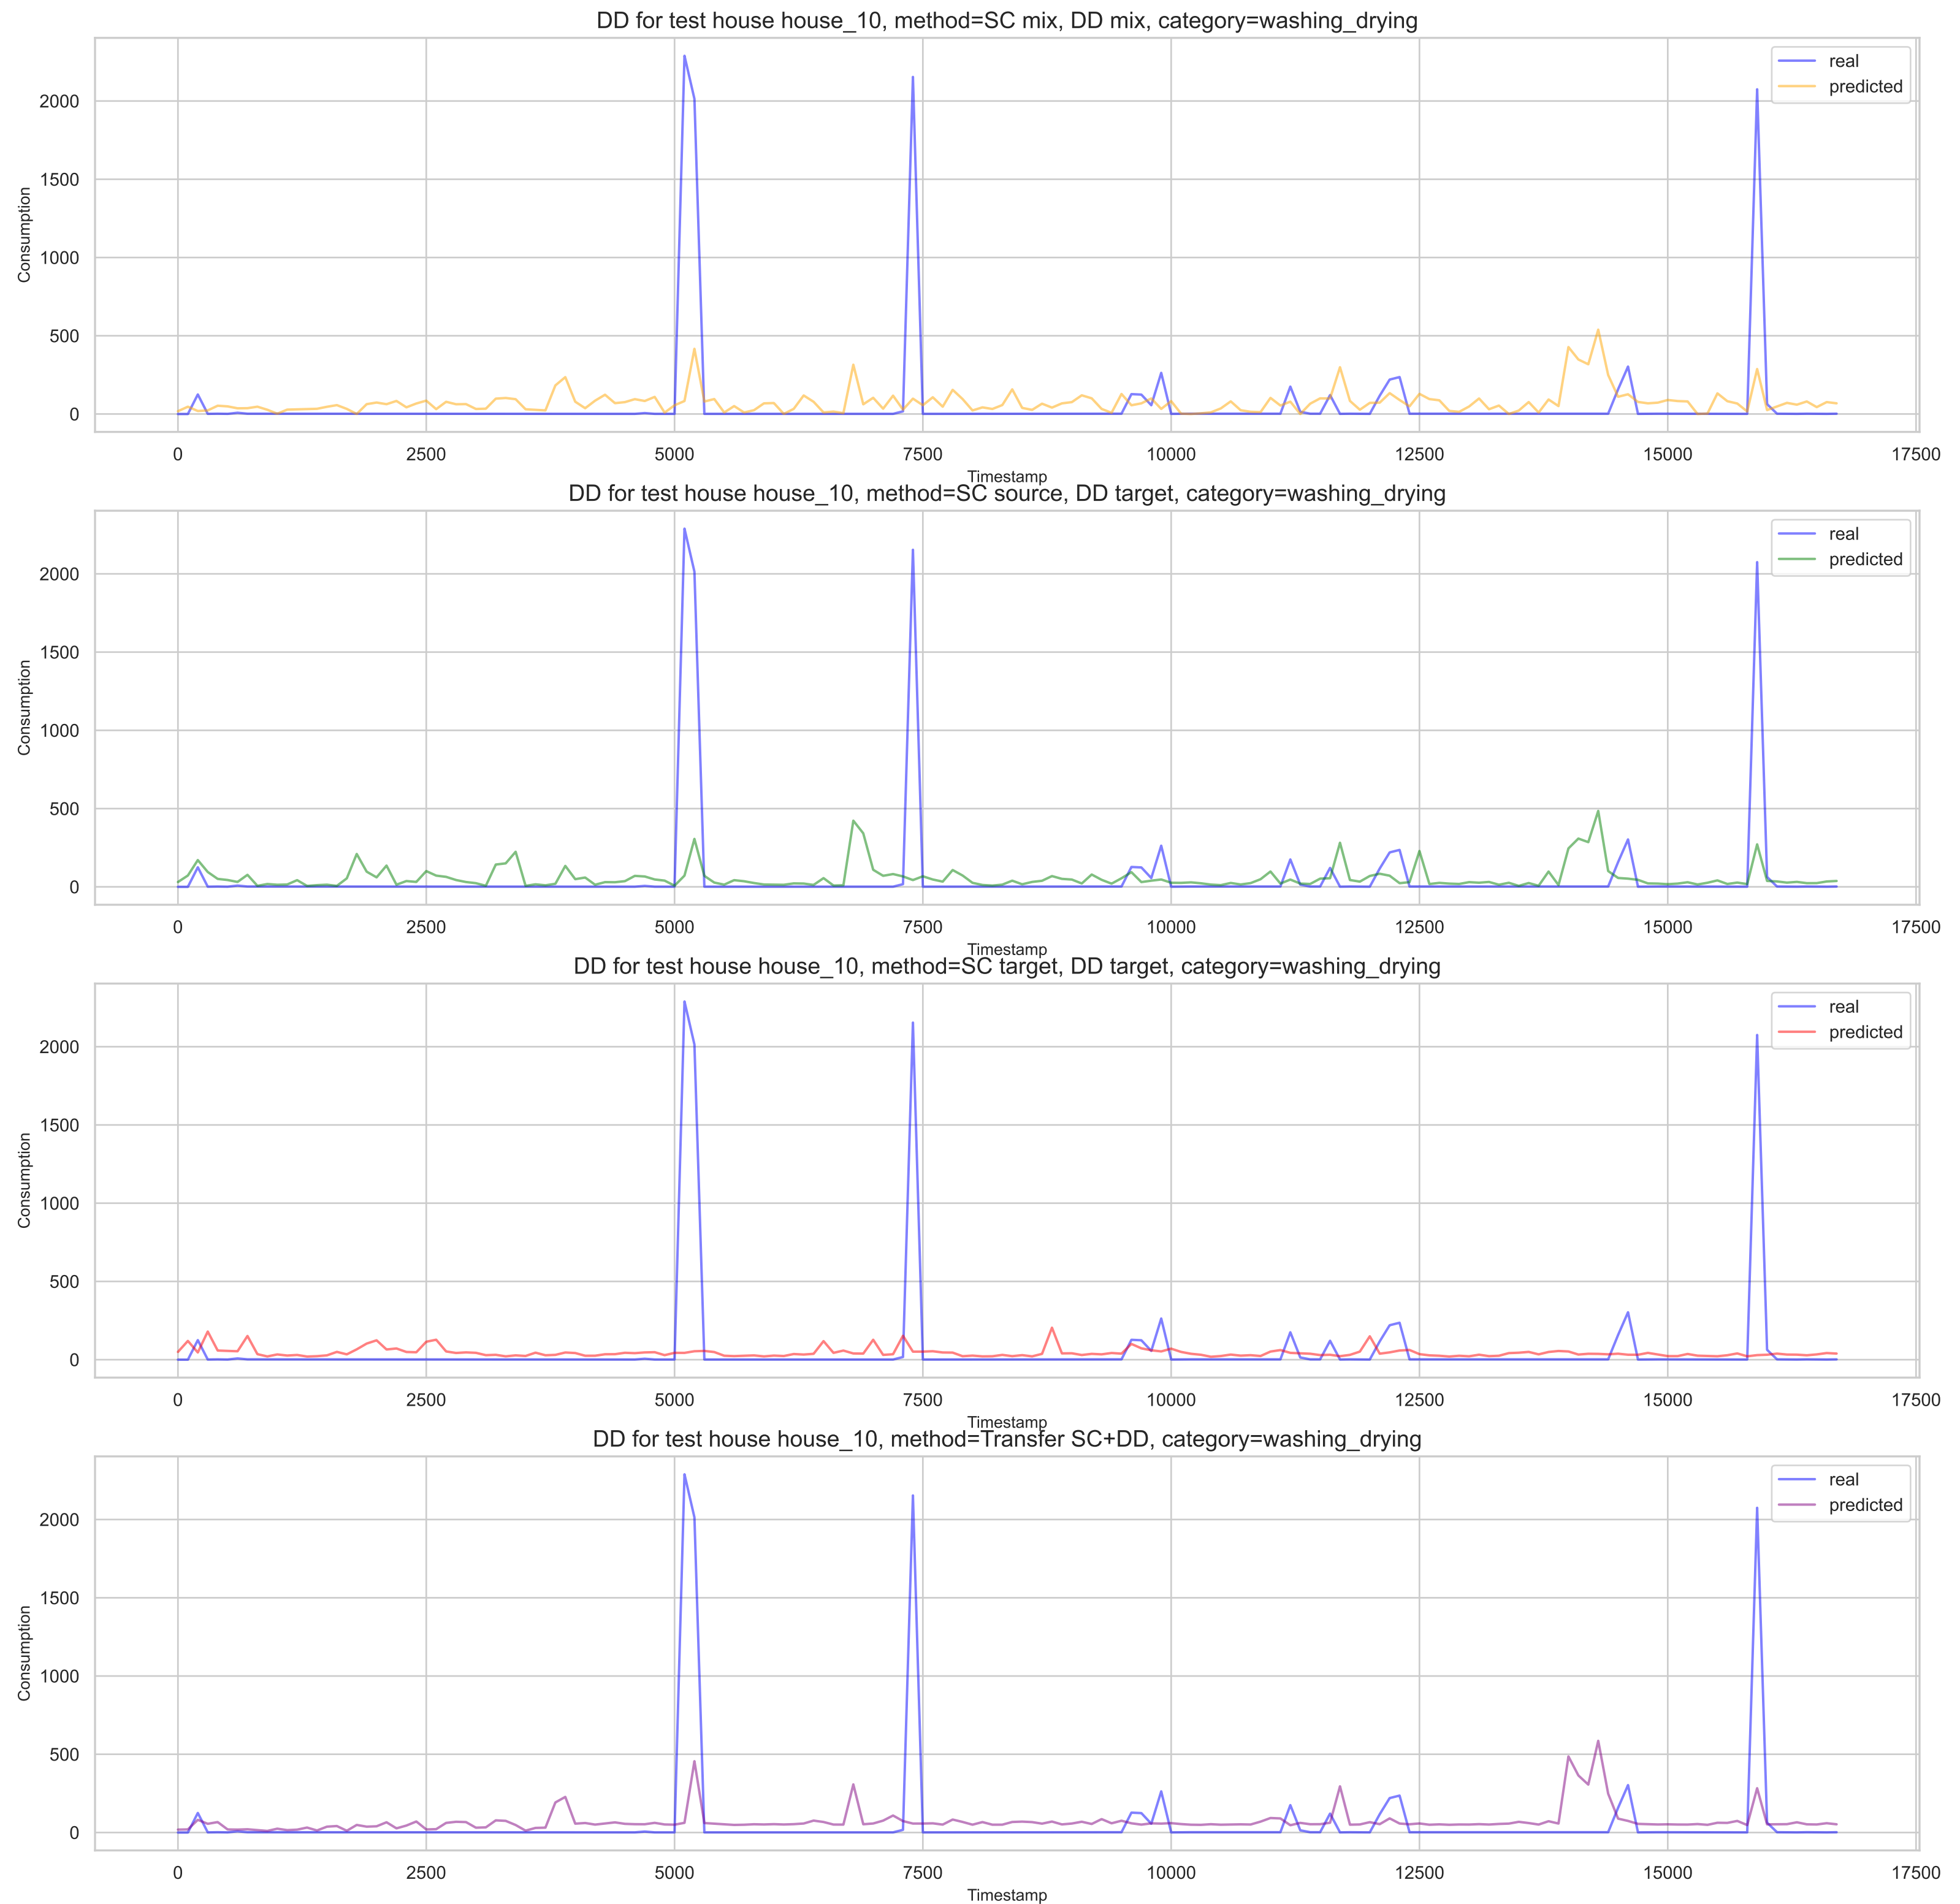 DD for test house house_10, method=SC mix, DD mix, category=washing_drying
real
predicted
2000
1500
1000
500
0
Consumption
0 2500 5000 7500 10000 12500 15000 17500
Timestamp
DD for test house house_10, method=SC source, DD target, category=washing_drying
real
predicted
2000
1500
1000
500
0
Consumption
0 2500 5000 7500 10000 12500 15000 17500
Timestamp
DD for test house house_10, method=SC target, DD target, category=washing_drying
real
predicted
2000
1500
1000
500
0
Consumption
0 2500 5000 7500 10000 12500 15000 17500
Timestamp
DD for test house house_10, method=Transfer SC+DD, category=washing_drying
real
predicted
2000
1500
1000
500
0
Consumption
0 2500 5000 7500 10000 12500 15000 17500
Timestamp